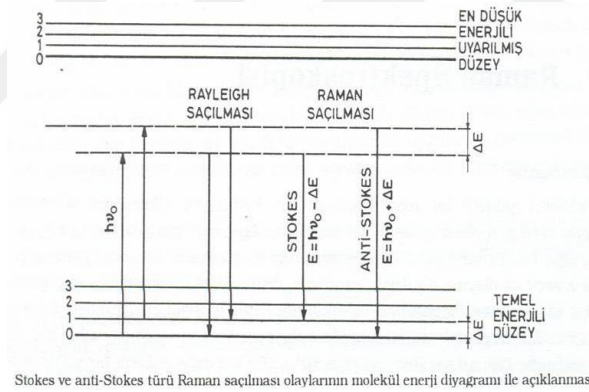 3
2
1
0
EN DÜŞÜK
ENERJİLİ
UYARILMIŞ
DÜZEY
RAYLEIGH
SAÇILMASI
RAMAN
SAÇILMASI
ΔE
hν₀
STOKES
E=hν₀-ΔE
ANTİ-STOKES
E=hν₀+ΔE
3
2
1
0
ΔE
TEMEL
ENERJİLİ
DÜZEY
Stokes ve anti-Stokes türü Raman saçılması olaylarının molekül enerji diyagramı ile açıklanması